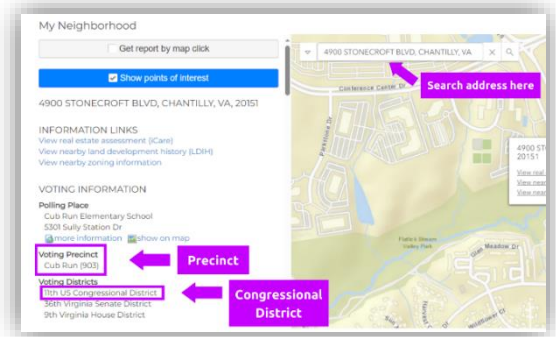 My Neighborhood
Get report by map click
Show points of interest
4900 STONECROFT BLVD, CHANTILLY, VA, 20151
INFORMATION LINKS
View real estate assessment (iCare)
View nearby land development history (LDIH)
View nearby zoning information
VOTING INFORMATION
Polling Place
Cub Run Elementary School
5301 Sully Station Dr
more information show on map
Voting Precinct
Cub Run (903)
Voting Districts
11th US Congressional District
36th Virginia Senate District
9th Virginia House District
Precinct
Congressional
District
4900 STONECROFT BLVD, CHANTILLY, VA
Search address here
Conference Center Dr
4900 ST
20151
View real
View near
View near
Flatlick Stream
Valley Park
Glen Meadow Dr